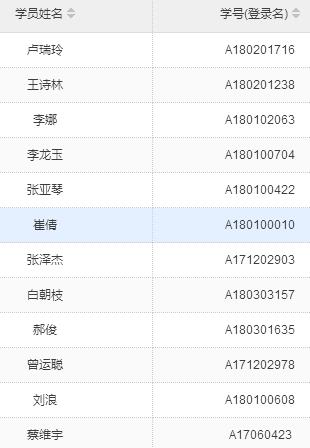 学员姓名 学号(登录名)
卢瑞玲 A180201716
王诗林 A180201238
李娜 A180102063
李龙玉 A180100704
张亚琴 A180100422
崔倩 A180100010
张泽杰 A171202903
白朝枝 A180303157
郝俊 A180301635
曾运聪 A171202978
刘浪 A180100608
蔡维宇 A17060423